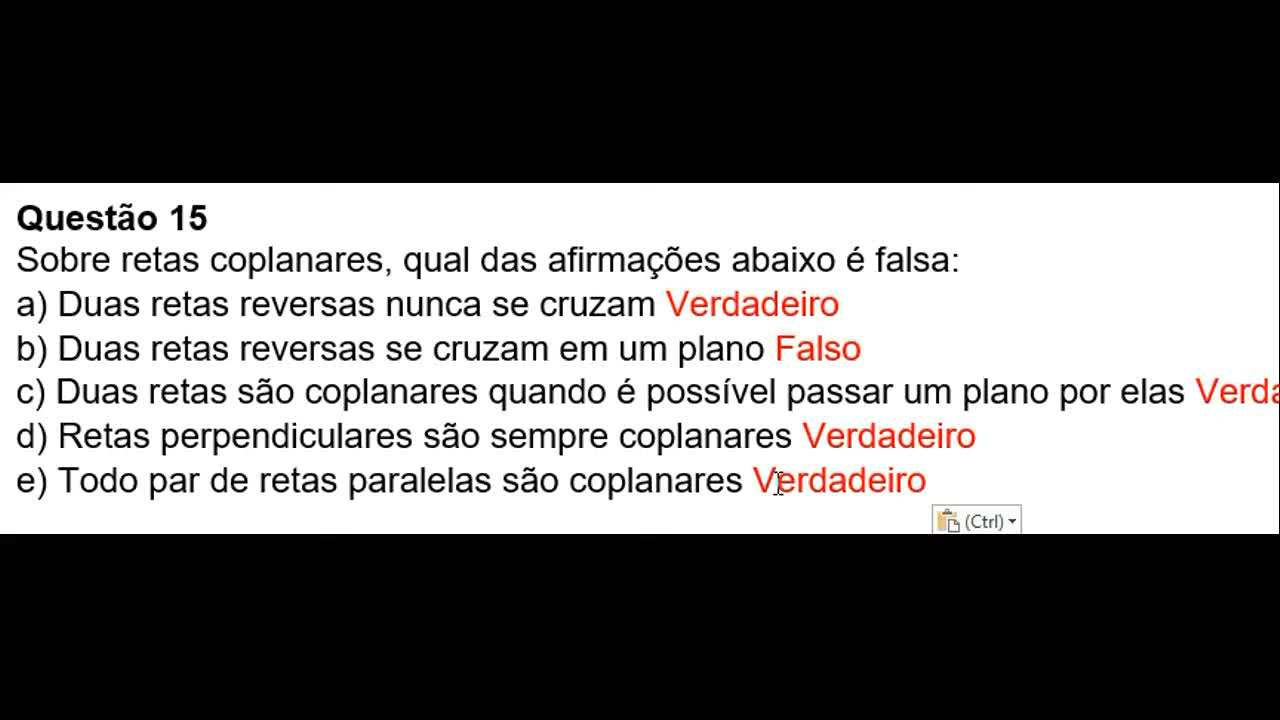 Questão 15
Sobre retas coplanares, qual das afirmações abaixo é falsa:
a) Duas retas reversas nunca se cruzam Verdadeiro
b) Duas retas reversas se cruzam em um plano Falso
c) Duas retas são coplanares quando é possível passar um plano por elas Verda
d) Retas perpendiculares são sempre coplanares Verdadeiro
e) Todo par de retas paralelas são coplanares Verdadeiro
(Ctrl)